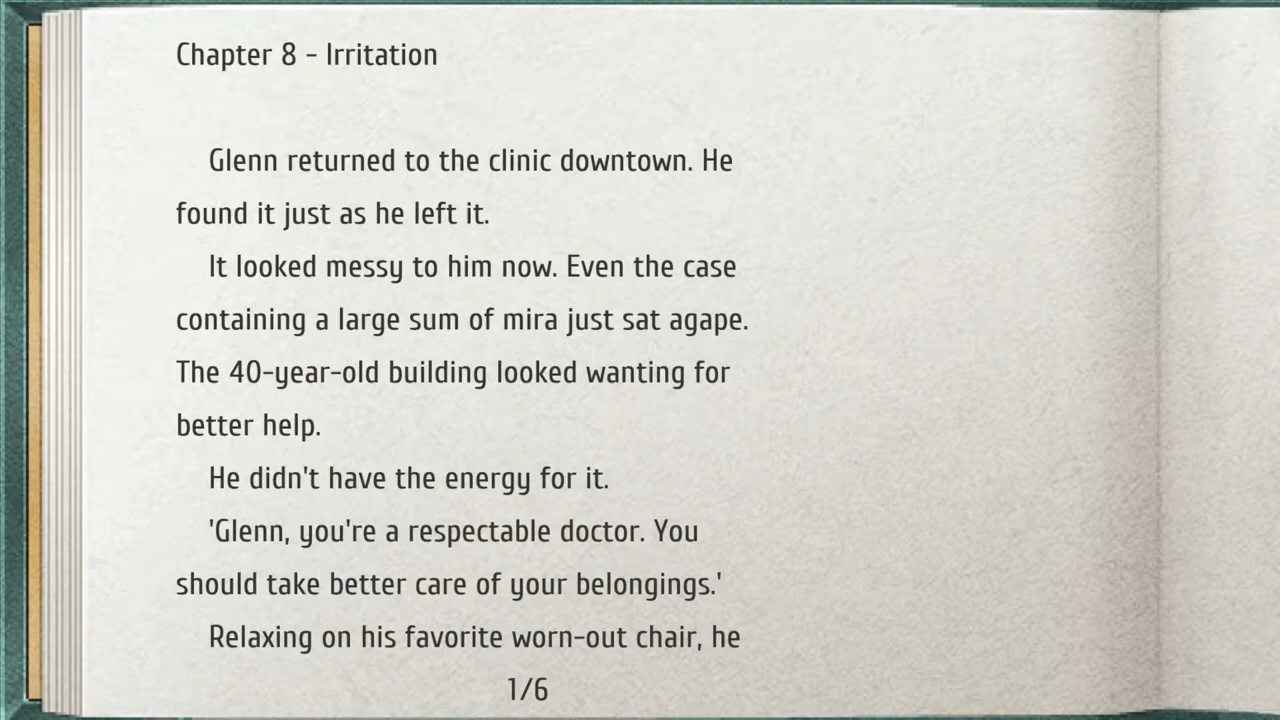 Chapter 8 - Irritation
Glenn returned to the clinic downtown. He
found it just as he left it.
It looked messy to him now. Even the case
containing a large sum of mira just sat agape.
The 40-year-old building looked wanting for
better help.
He didn't have the energy for it.
'Glenn, you're a respectable doctor. You
should take better care of your belongings.'
Relaxing on his favorite worn-out chair, he
1/6